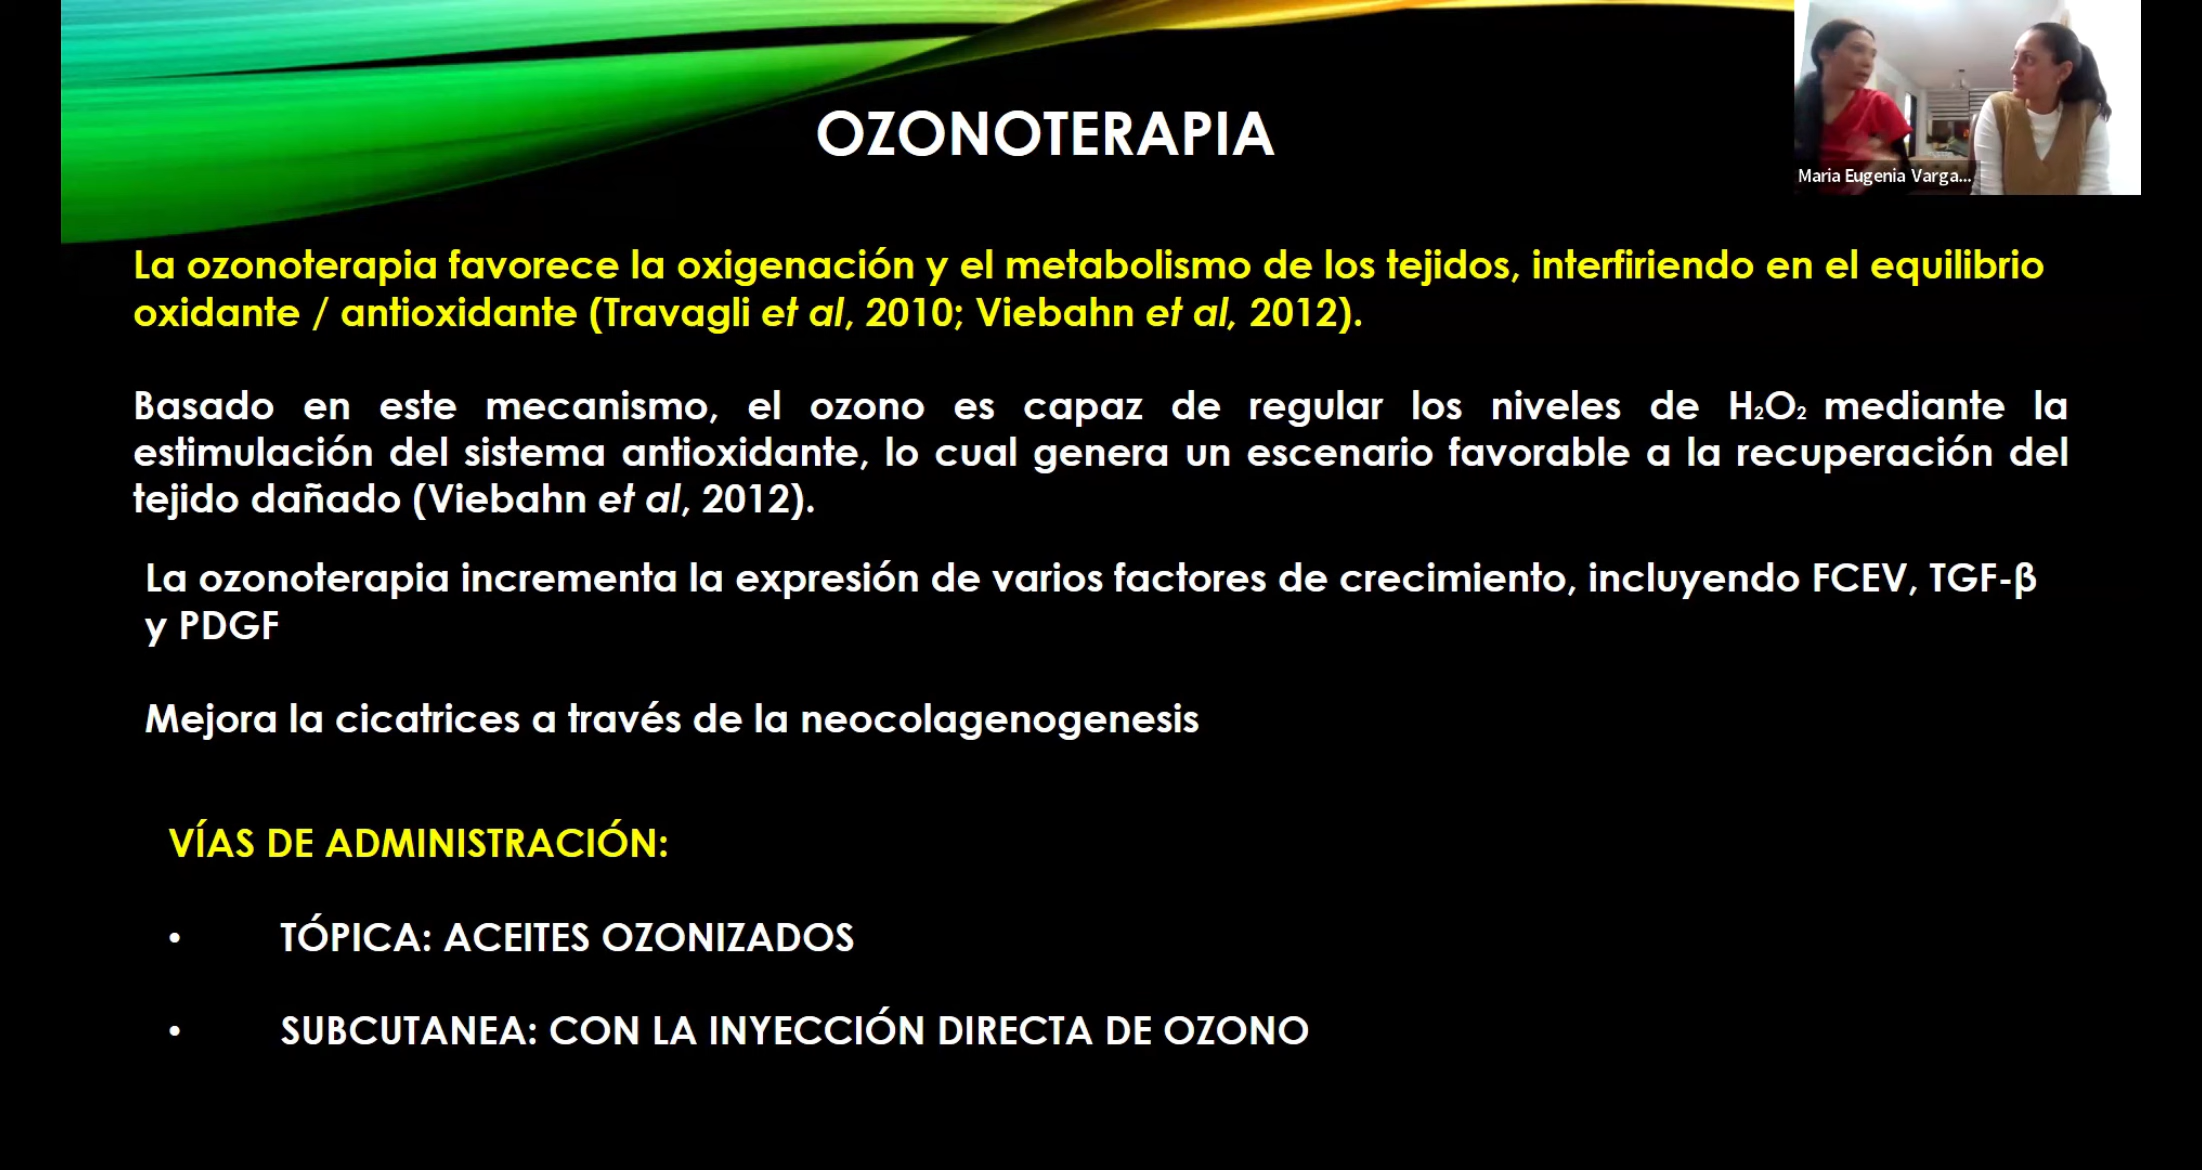 OZONOTERAPIA
Maria Eugenia Varga...
La ozonoterapia favorece la oxigenación y el metabolismo de los tejidos, interfiriendo en el equilibrio
oxidante / antioxidante (Travagli et al, 2010; Viebahn et al, 2012).
Basado en este mecanismo, el ozono es capaz de regular los niveles de H₂O₂ mediante la
estimulación del sistema antioxidante, lo cual genera un escenario favorable a la recuperación del
tejido dañado (Viebahn et al, 2012).
La ozonoterapia incrementa la expresión de varios factores de crecimiento, incluyendo FCEV, TGF-β
y PDGF
Mejora la cicatrices a través de la neocolagenogenesis
VÍAS DE ADMINISTRACIÓN:
• TÓPICA: ACEITES OZONIZADOS
• SUBCUTANEA: CON LA INYECCIÓN DIRECTA DE OZONO